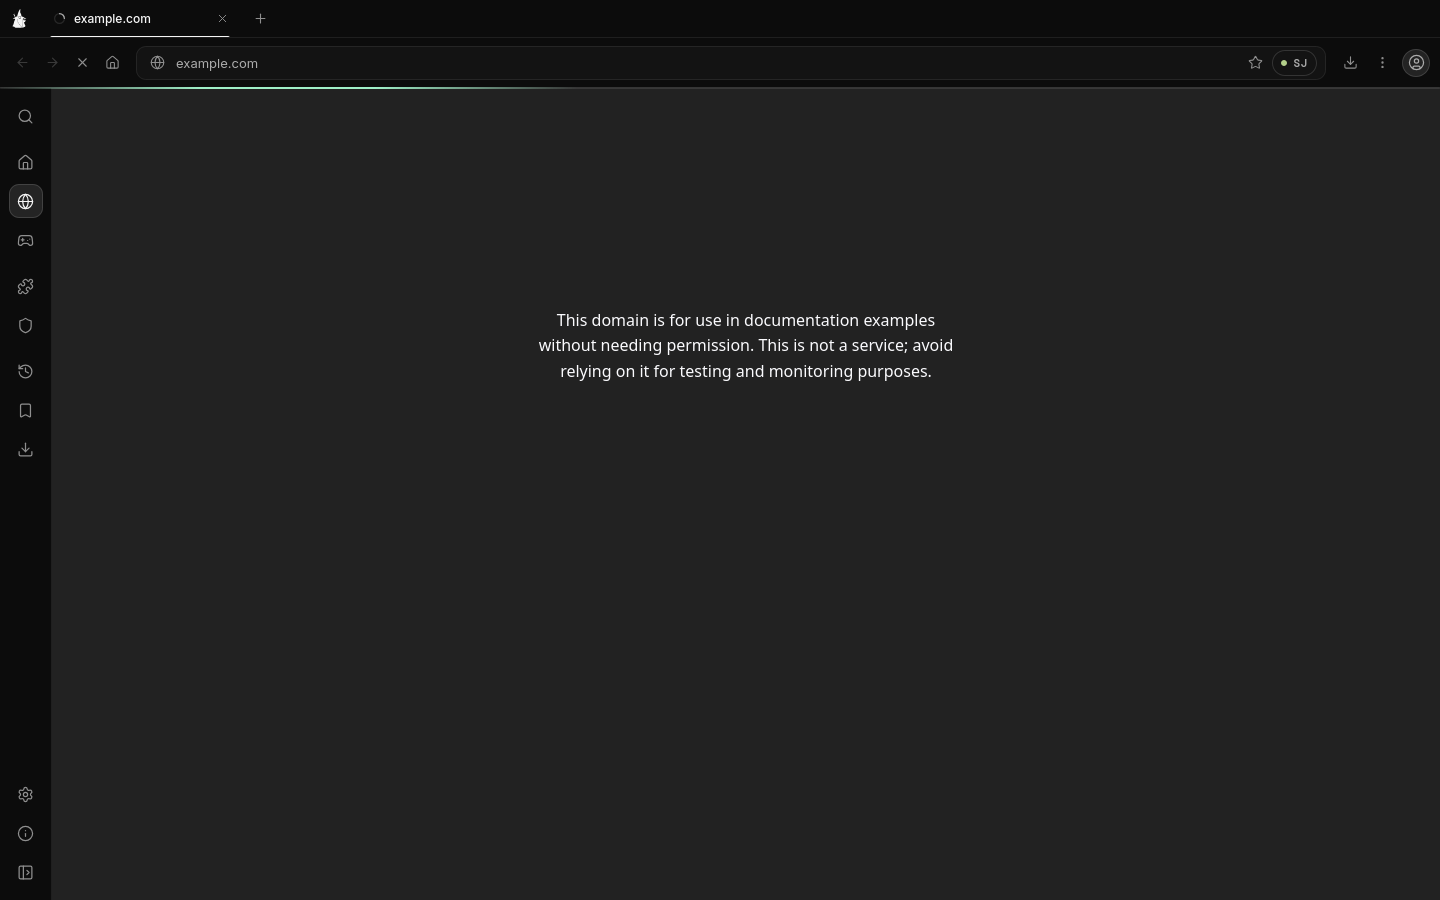 example.com
example.com
SJ
This domain is for use in documentation examples
without needing permission. This is not a service; avoid
relying on it for testing and monitoring purposes.